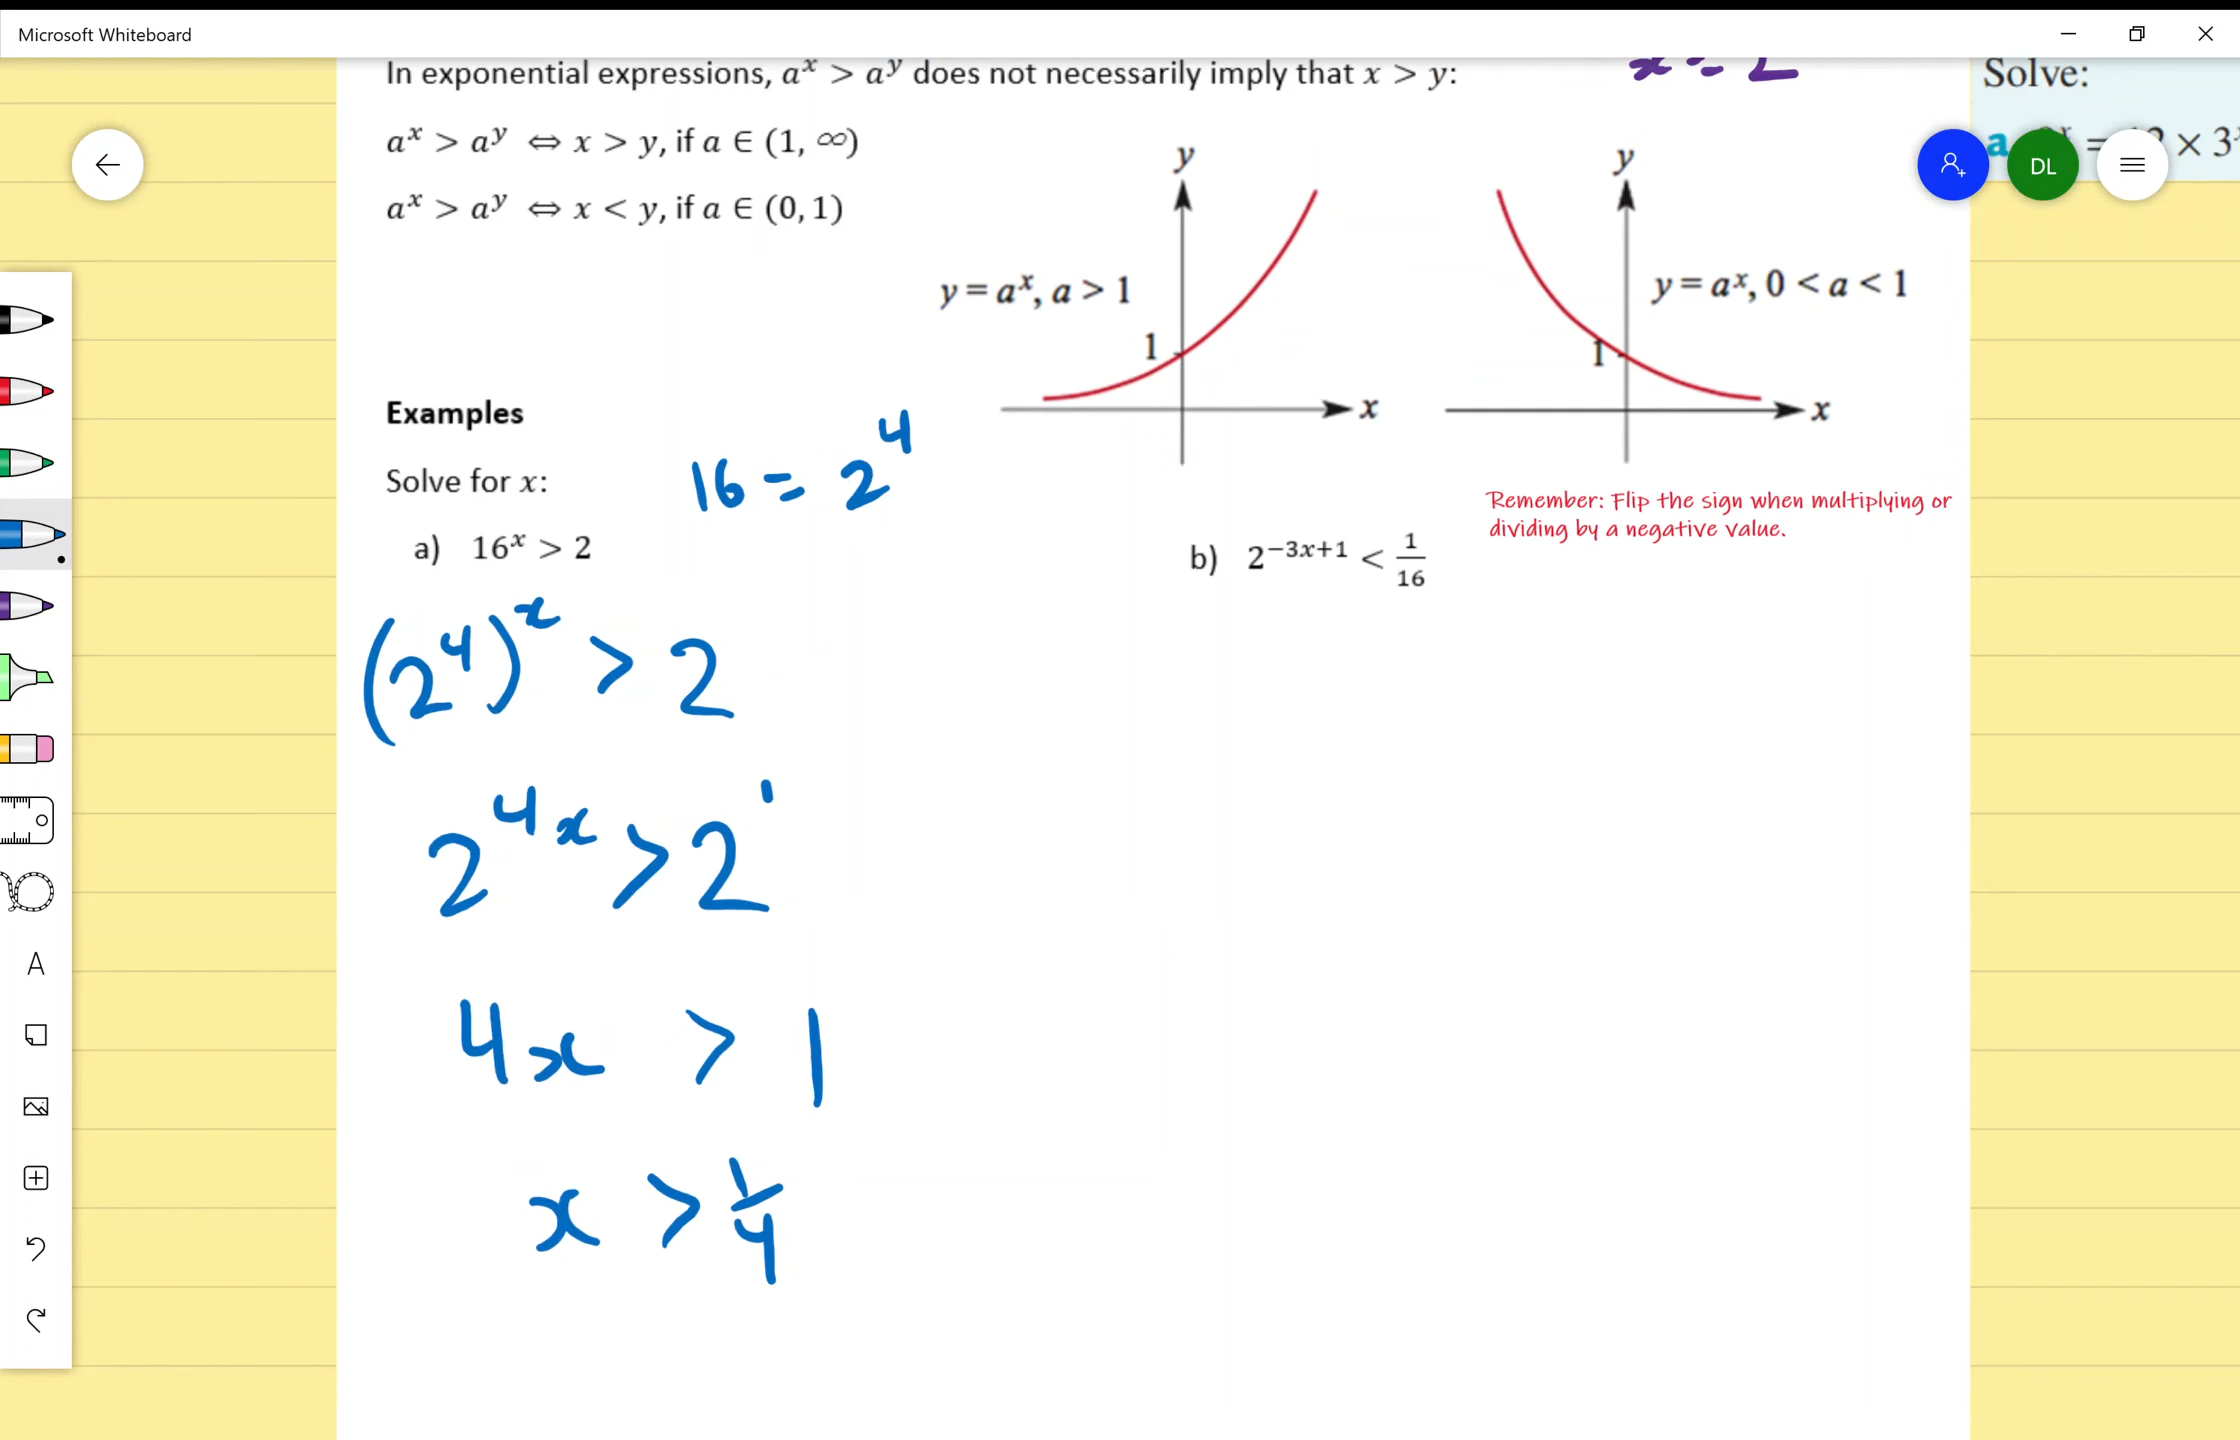 Microsoft Whiteboard
In exponential expressions, aˣ > aʸ does not necessarily imply that x > y:
x = 2
Solve:
aˣ > aʸ ⇔ x > y, if a ∈ (1, ∞)
a = × 3
DL
aˣ > aʸ ⇔ x < y, if a ∈ (0, 1)
y
y = aˣ, a > 1
1
x
y
y = aˣ, 0 < a < 1
1
x
Examples
Solve for x:
16 = 2⁴
Remember: Flip the sign when multiplying or
dividing by a negative value.
a) 16ˣ > 2
b) 2⁻³ˣ⁺¹ < 1/16
(2⁴)ˣ > 2
2⁴ˣ > 2¹
4x > 1
x > 1/4
A